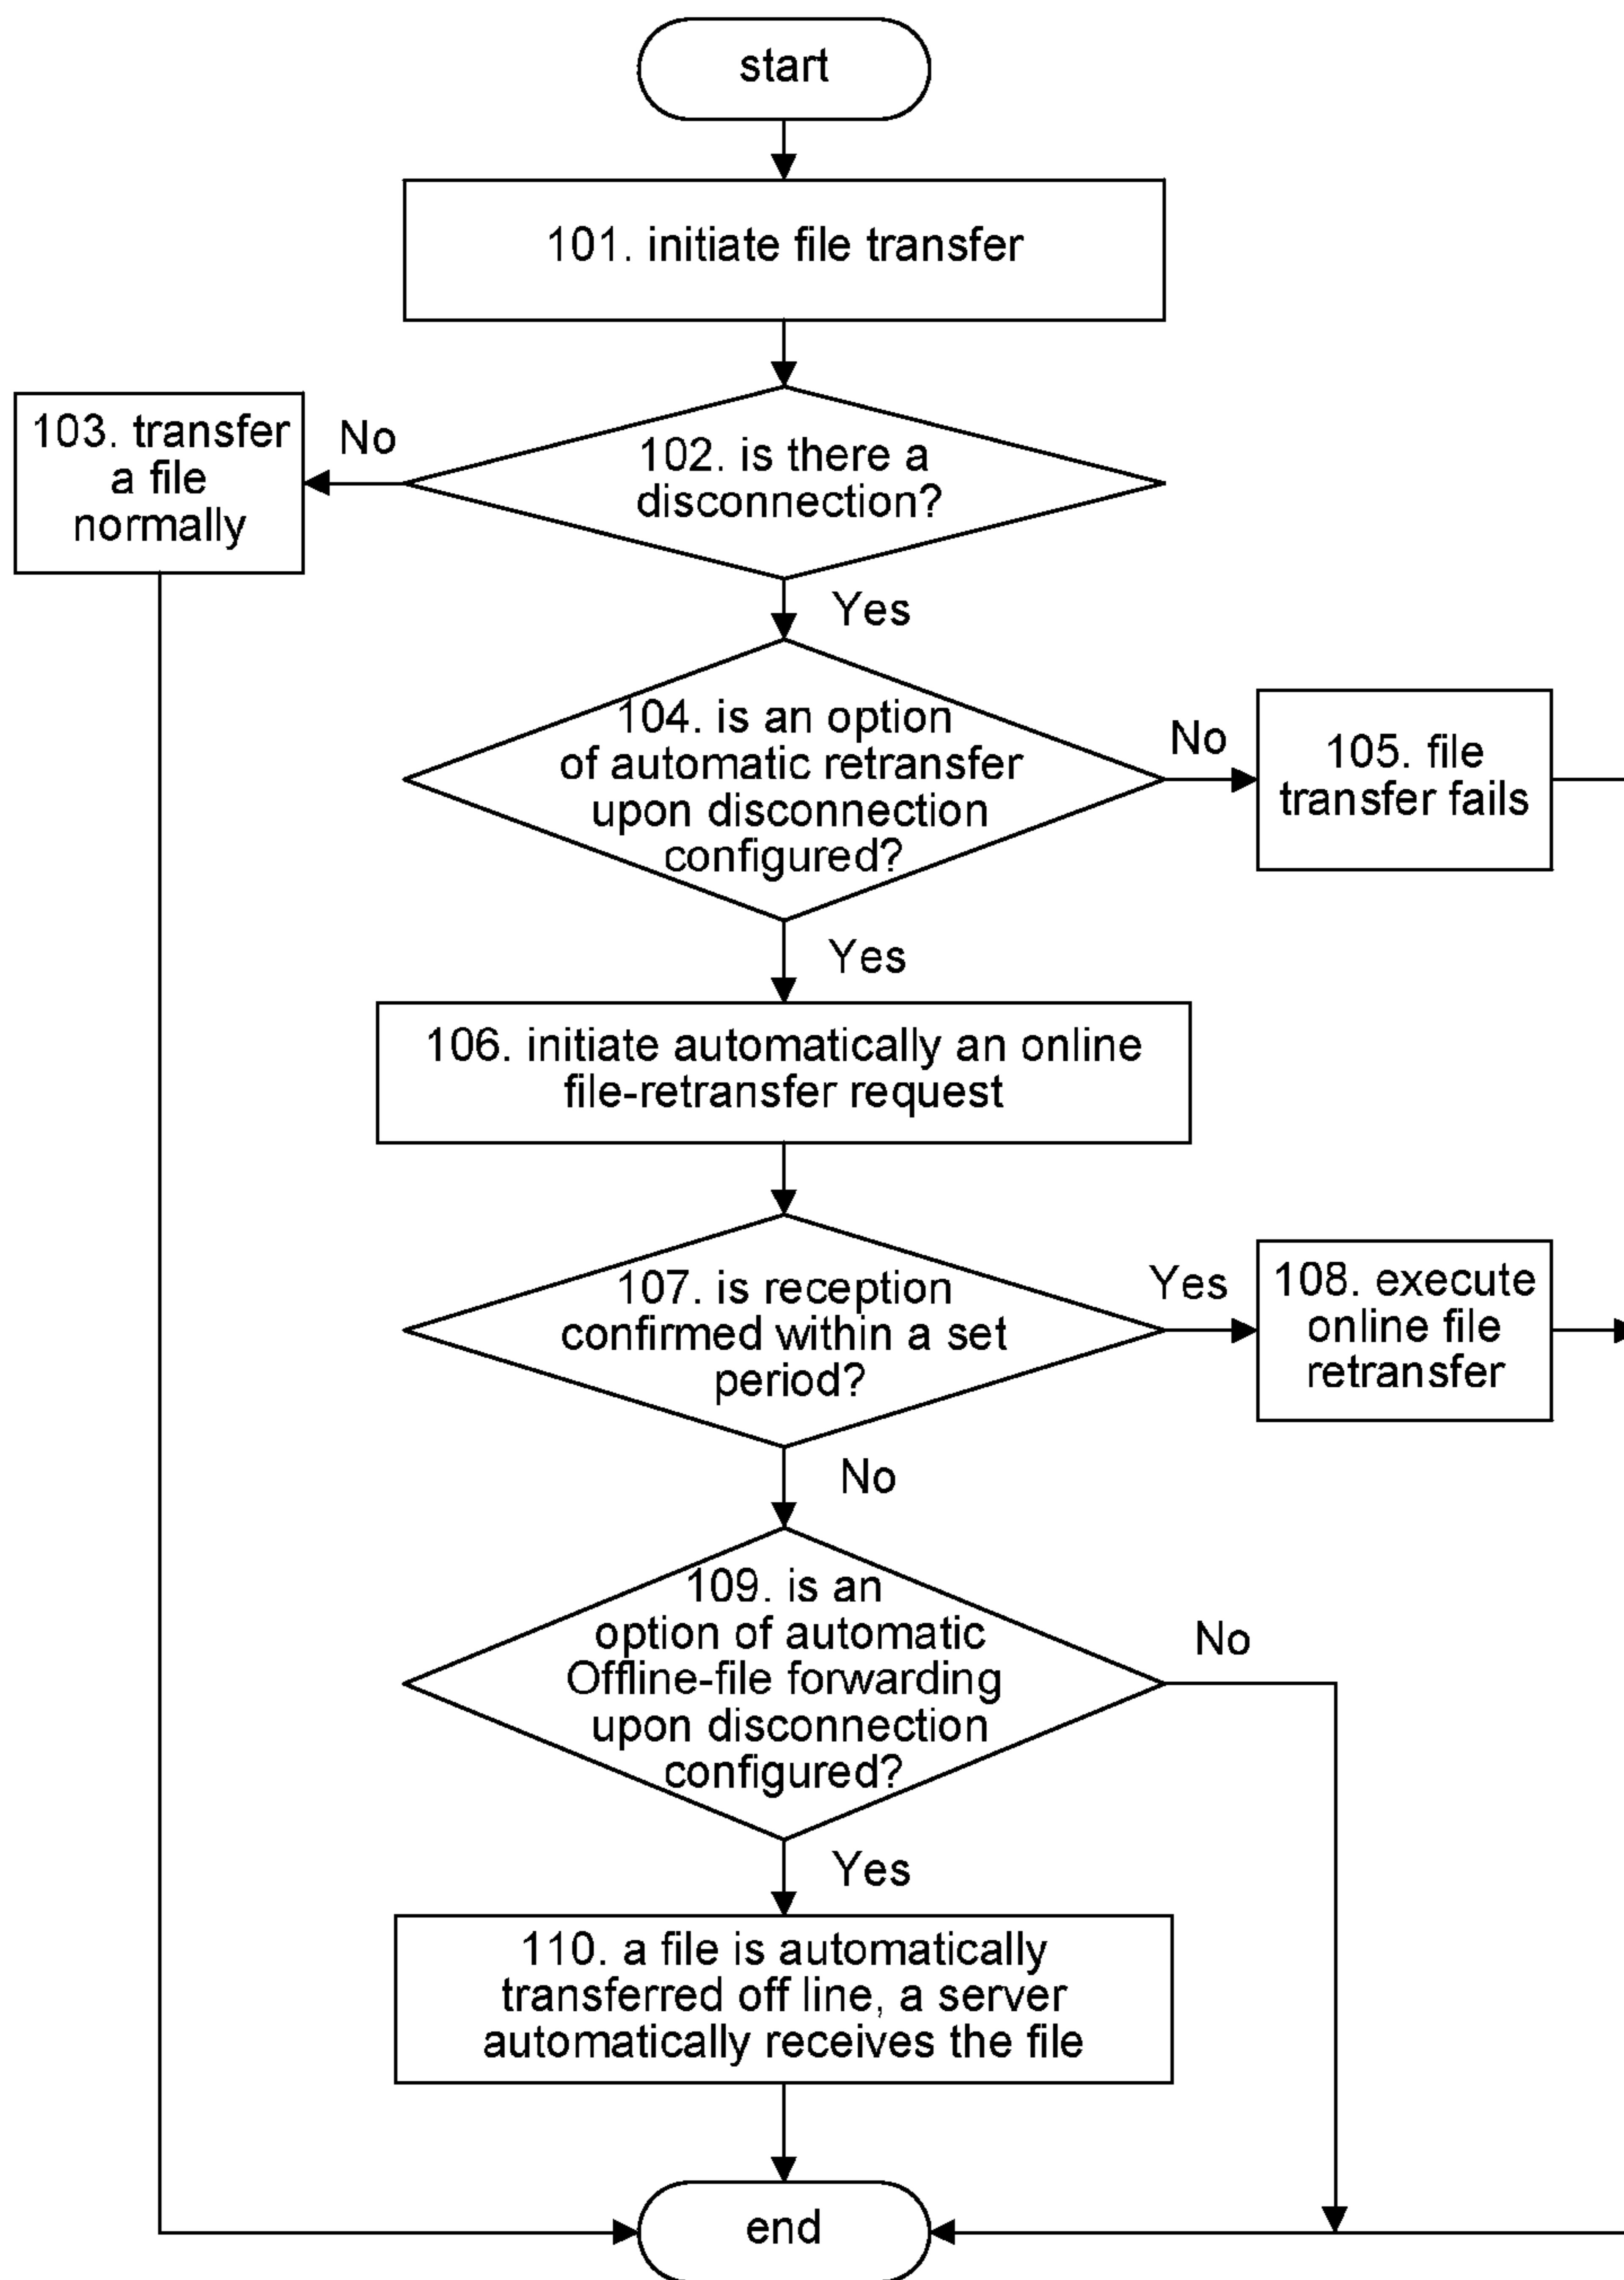 start
101. initiate file transfer
103. transfer
a file
normally
No
102. is there a
disconnection?
Yes
104. is an option
of automatic retransfer
upon disconnection
configured?
No
105. file
transfer fails
Yes
106. initiate automatically an online
file-retransfer request
107. is reception
confirmed within a set
period?
Yes
108. execute
online file
retransfer
No
109. is an
option of automatic
Offline-file forwarding
upon disconnection
configured?
No
Yes
110. a file is automatically
transferred off line, a server
automatically receives the file
end